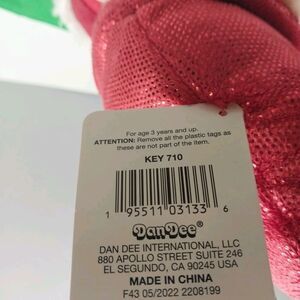 For age 3 years and up.
ATTENTION: Remove all the plastic tags as
these are not part of the item.
KEY 710
1 95511 03133 6
DanDee
DAN DEE INTERNATIONAL, LLC
880 APOLLO STREET SUITE 246
EL SEGUNDO, CA 90245 USA
MADE IN CHINA
F43 05/2022 2208199